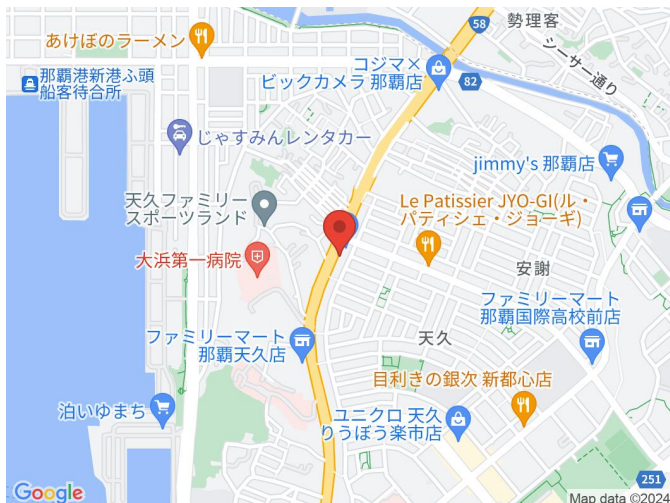 58
勢理客
シーサー通り
あけぼのラーメン
コジマ×
ビックカメラ 那覇店
82
那覇港新港ふ頭
船客待合所
じゃすみんレンタカー
jimmy's 那覇店
天久ファミリー
スポーツランド
Le Patissier JYO-GI(ル・
パティシェ・ジョーギ)
大浜第一病院
安謝
ファミリーマート
那覇国際高校前店
ファミリーマート
那覇天久店
天久
目利きの銀次 新都心店
泊いゆまち
ユニクロ 天久
りうぼう楽市店
251
Google
Map data ©2024